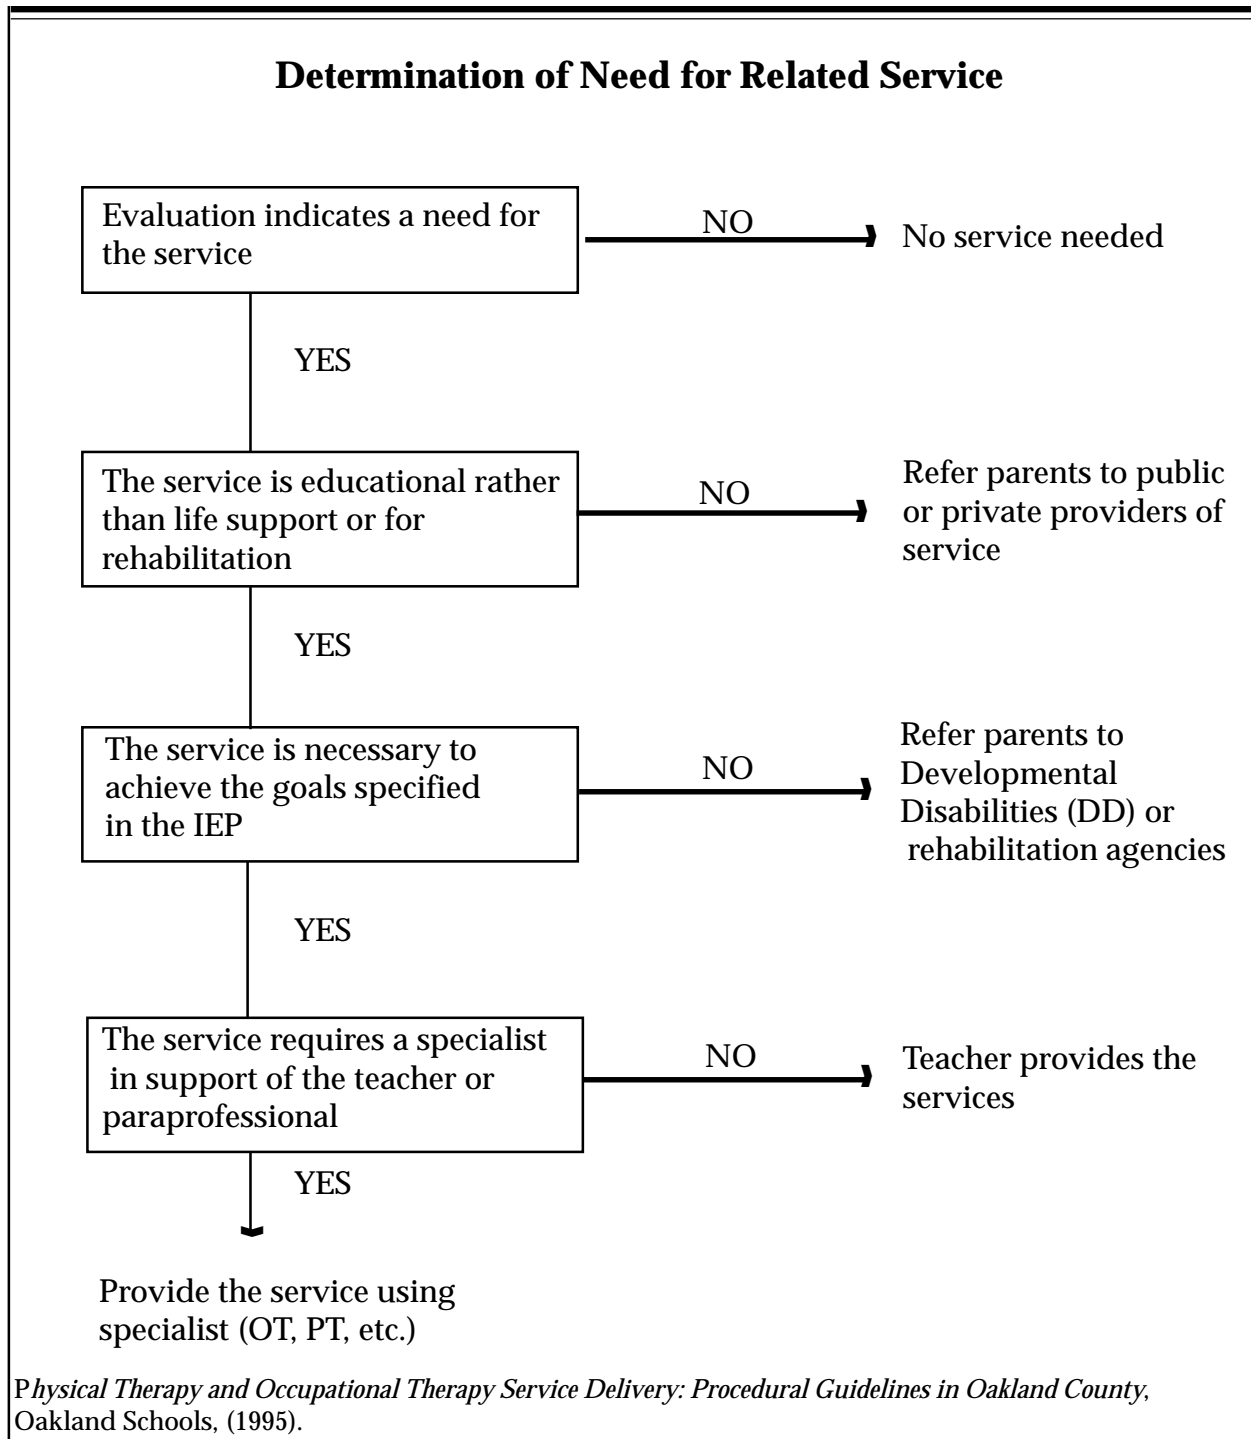 Determination of Need for Related Service
Evaluation indicates a need for
the service
NO
No service needed
YES
The service is educational rather
than life support or for
rehabilitation
NO
Refer parents to public
or private providers of
service
YES
The service is necessary to
achieve the goals specified
in the IEP
NO
Refer parents to
Developmental
Disabilities (DD) or
rehabilitation agencies
YES
The service requires a specialist
in support of the teacher or
paraprofessional
NO
Teacher provides the
services
YES
Provide the service using
specialist (OT, PT, etc.)
Physical Therapy and Occupational Therapy Service Delivery: Procedural Guidelines in Oakland County,
Oakland Schools, (1995).